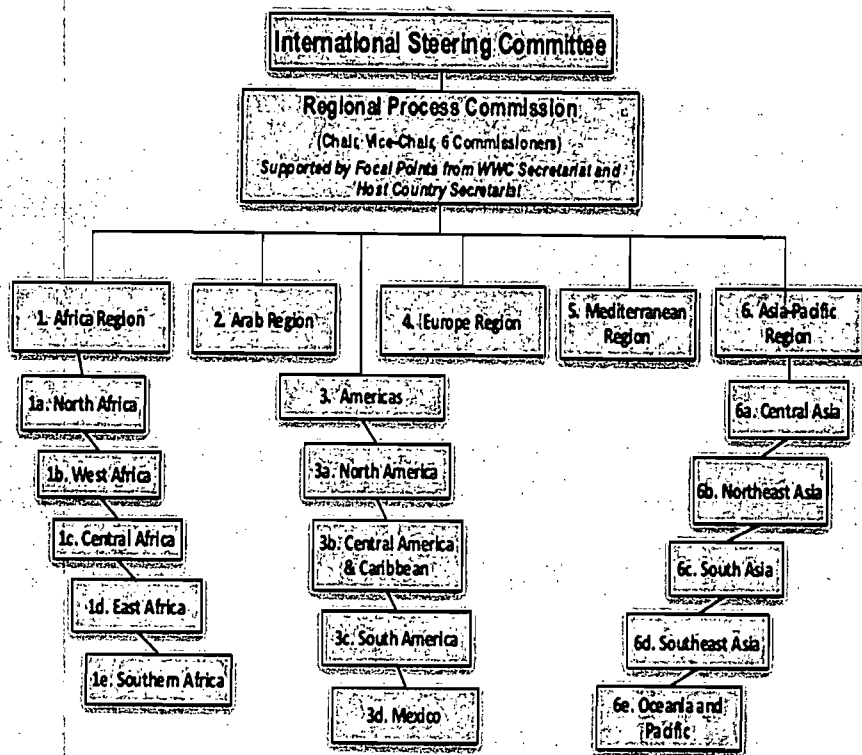 International Steering Committee
Regional Process Commission
(Chair, Vice-Chair, 6 Commissioners)
Supported by Focal Points from WWC Secretariat and
Host Country Secretariat
1. Africa Region
2. Arab Region
4. Europe Region
5. Mediterranean
Region
6. Asia-Pacific
Region
1a. North Africa
1b. West Africa
1c. Central Africa
1d. East Africa
1e. Southern Africa
3. Americas
3a. North America
3b. Central America
& Caribbean
3c. South America
3d. Mexico
6a. Central Asia
6b. Northeast Asia
6c. South Asia
6d. Southeast Asia
6e. Oceania and
Pacific